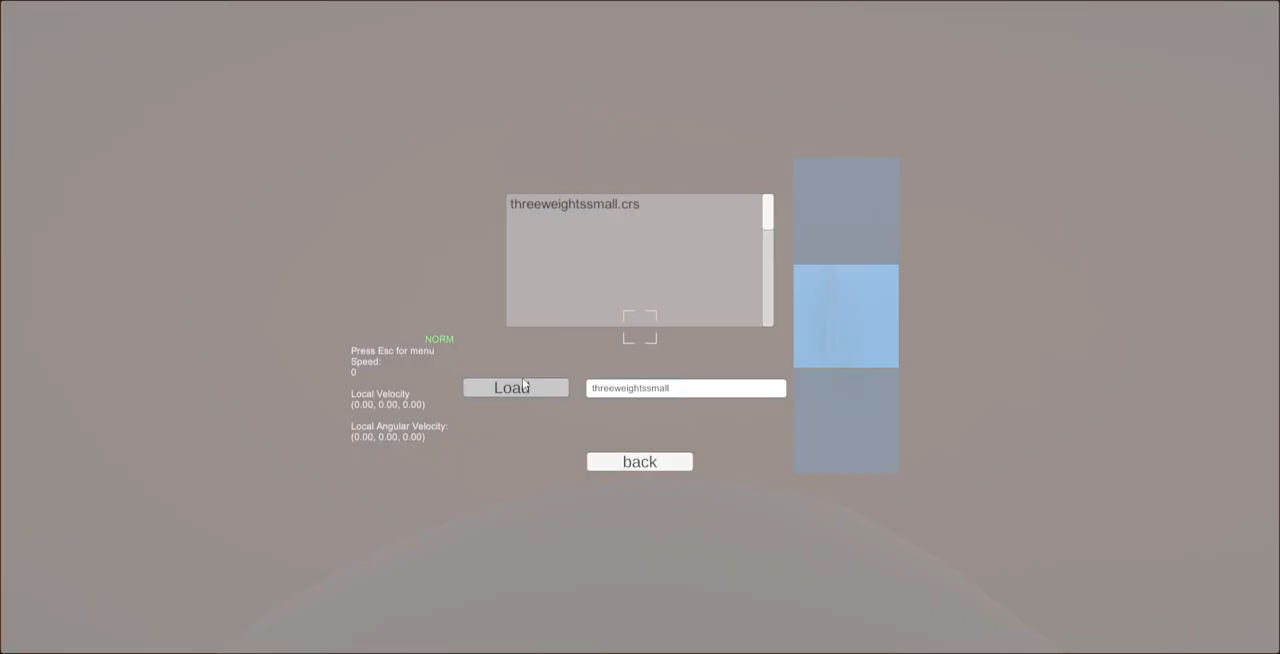 threeweightssmall.crs
NORM
Press Esc for menu
Speed:
0
Local Velocity
(0.00, 0.00, 0.00)
Local Angular Velocity:
(0.00, 0.00, 0.00)
Load
threeweightssmall
back